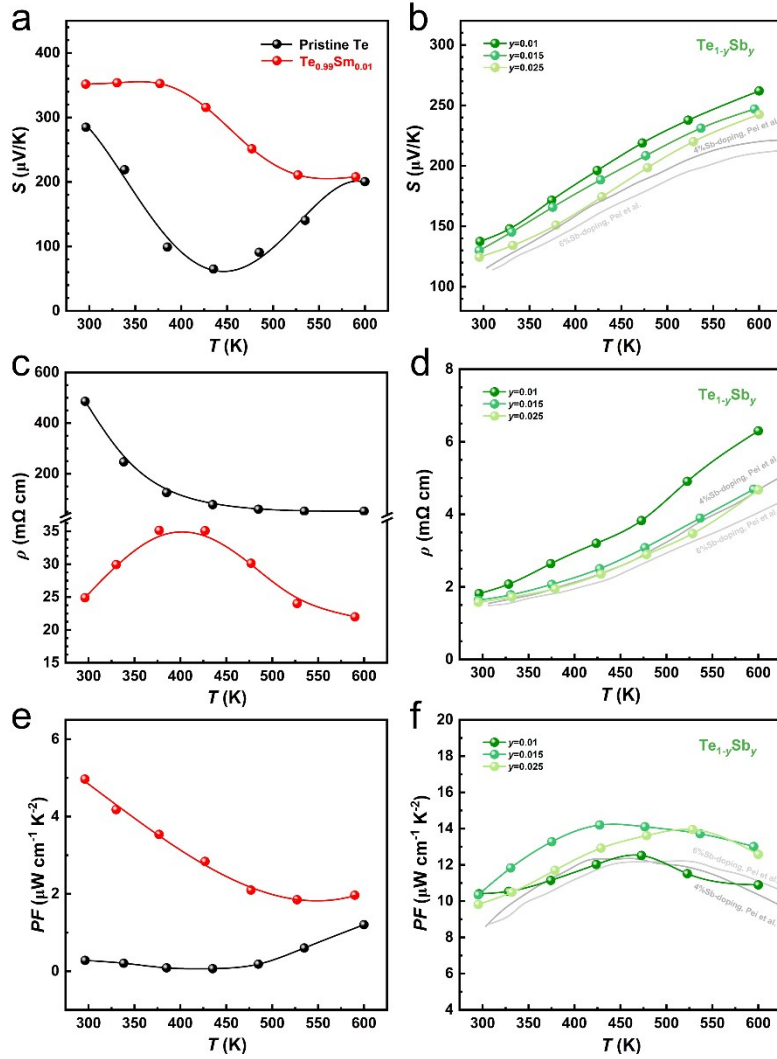 a
400
300
200
100
0
S (μV/K)
Pristine Te
Te0.99Sm0.01
300 350 400 450 500 550 600
T (K)
b
300
250
200
150
100
S (μV/K)
y=0.01
y=0.015
y=0.025
Te1-ySby
4%Sb-doping, Pei et al.
6%Sb-doping, Pei et al.
300 350 400 450 500 550 600
T (K)
c
600
400
200
35
30
25
20
15
ρ (mΩ cm)
300 350 400 450 500 550 600
T (K)
d
8
6
4
2
0
ρ (mΩ cm)
y=0.01
y=0.015
y=0.025
Te1-ySby
4%Sb-doping, Pei et al.
6%Sb-doping, Pei et al.
300 350 400 450 500 550 600
T (K)
e
6
4
2
0
PF (μW cm-1 K-2)
300 350 400 450 500 550 600
T (K)
f
20
18
16
14
12
10
8
6
4
PF (μW cm-1 K-2)
y=0.01
y=0.015
y=0.025
Te1-ySby
6%Sb-doping, Pei et al.
4%Sb-doping, Pei et al.
300 350 400 450 500 550 600
T (K)